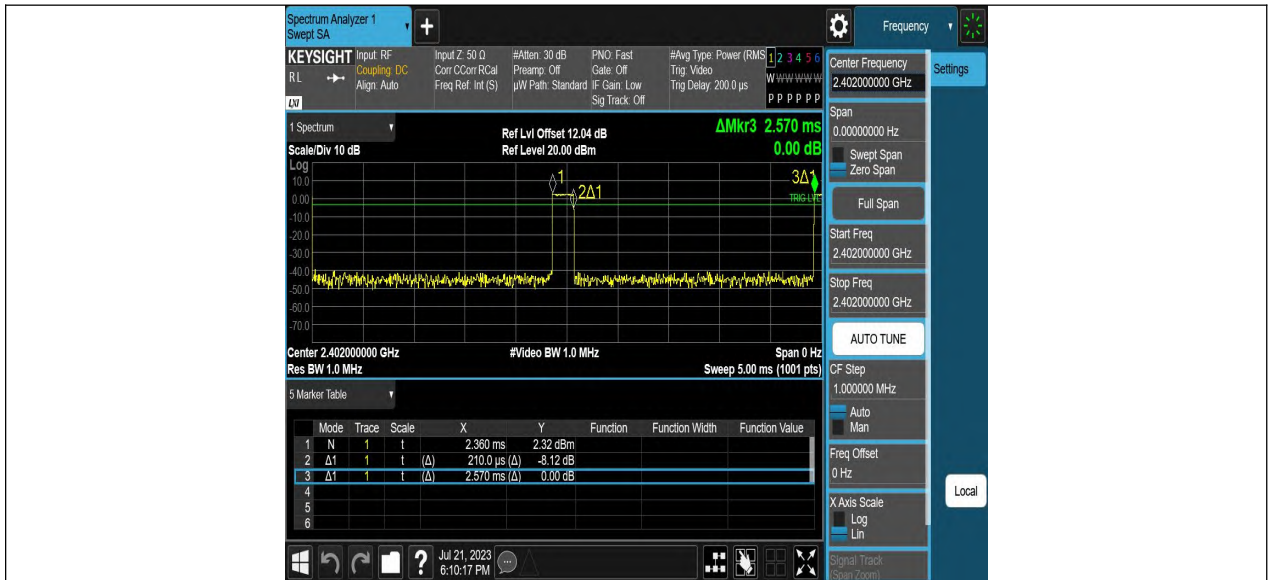 Spectrum Analyzer 1
Swept SA
+
Frequency
KEYSIGHT
RL
LXI
Input: RF
Coupling: DC
Align: Auto
Input Z: 50 Ω
Corr CCorr RCal
Freq Ref: Int (S)
#Atten: 30 dB
Preamp: Off
µW Path: Standard
PNO: Fast
Gate: Off
IF Gain: Low
Sig Track: Off
#Avg Type: Power (RMS
Trig: Video
Trig Delay: 200.0 µs
1 2 3 4 5 6
W W W W W W
P P P P P P
1 Spectrum
Scale/Div 10 dB
Ref Lvl Offset 12.04 dB
Ref Level 20.00 dBm
ΔMkr3 2.570 ms
0.00 dB
Log
10.0
0.00
-10.0
-20.0
-30.0
-40.0
-50.0
-60.0
-70.0
1
2Δ1
3Δ1
TRIG LVL
Center 2.402000000 GHz
#Video BW 1.0 MHz
Span 0 Hz
Res BW 1.0 MHz
Sweep 5.00 ms (1001 pts)
5 Marker Table
Mode Trace Scale X Y Function Function Width Function Value
1 N 1 t 2.360 ms 2.32 dBm
2 Δ1 1 t (Δ) 210.0 µs (Δ) -8.12 dB
3 Δ1 1 t (Δ) 2.570 ms (Δ) 0.00 dB
4
5
6
Jul 21, 2023
6:10:17 PM
?
Center Frequency
2.402000000 GHz
Settings
Span
0.00000000 Hz
Swept Span
Zero Span
Full Span
Start Freq
2.402000000 GHz
Stop Freq
2.402000000 GHz
AUTO TUNE
CF Step
1.000000 MHz
Auto
Man
Freq Offset
0 Hz
X Axis Scale
Log
Lin
Local
Signal Track
(Span Zoom)